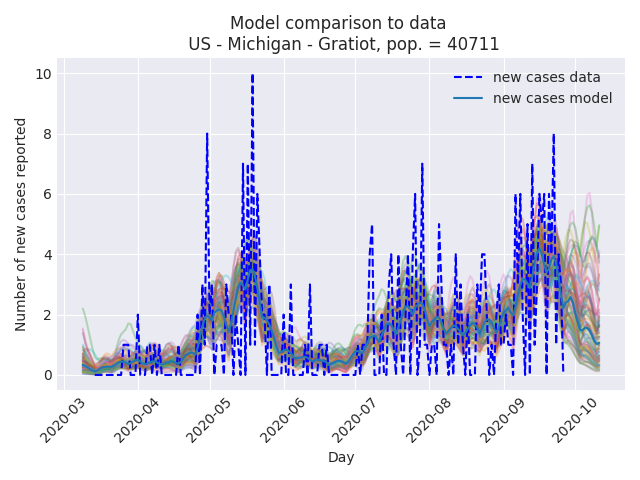 Model comparison to data
US - Michigan - Gratiot, pop. = 40711
new cases data
new cases model
Number of new cases reported
10
8
6
4
2
0
2020-03
2020-04
2020-05
2020-06
2020-07
2020-08
2020-09
2020-10
Day